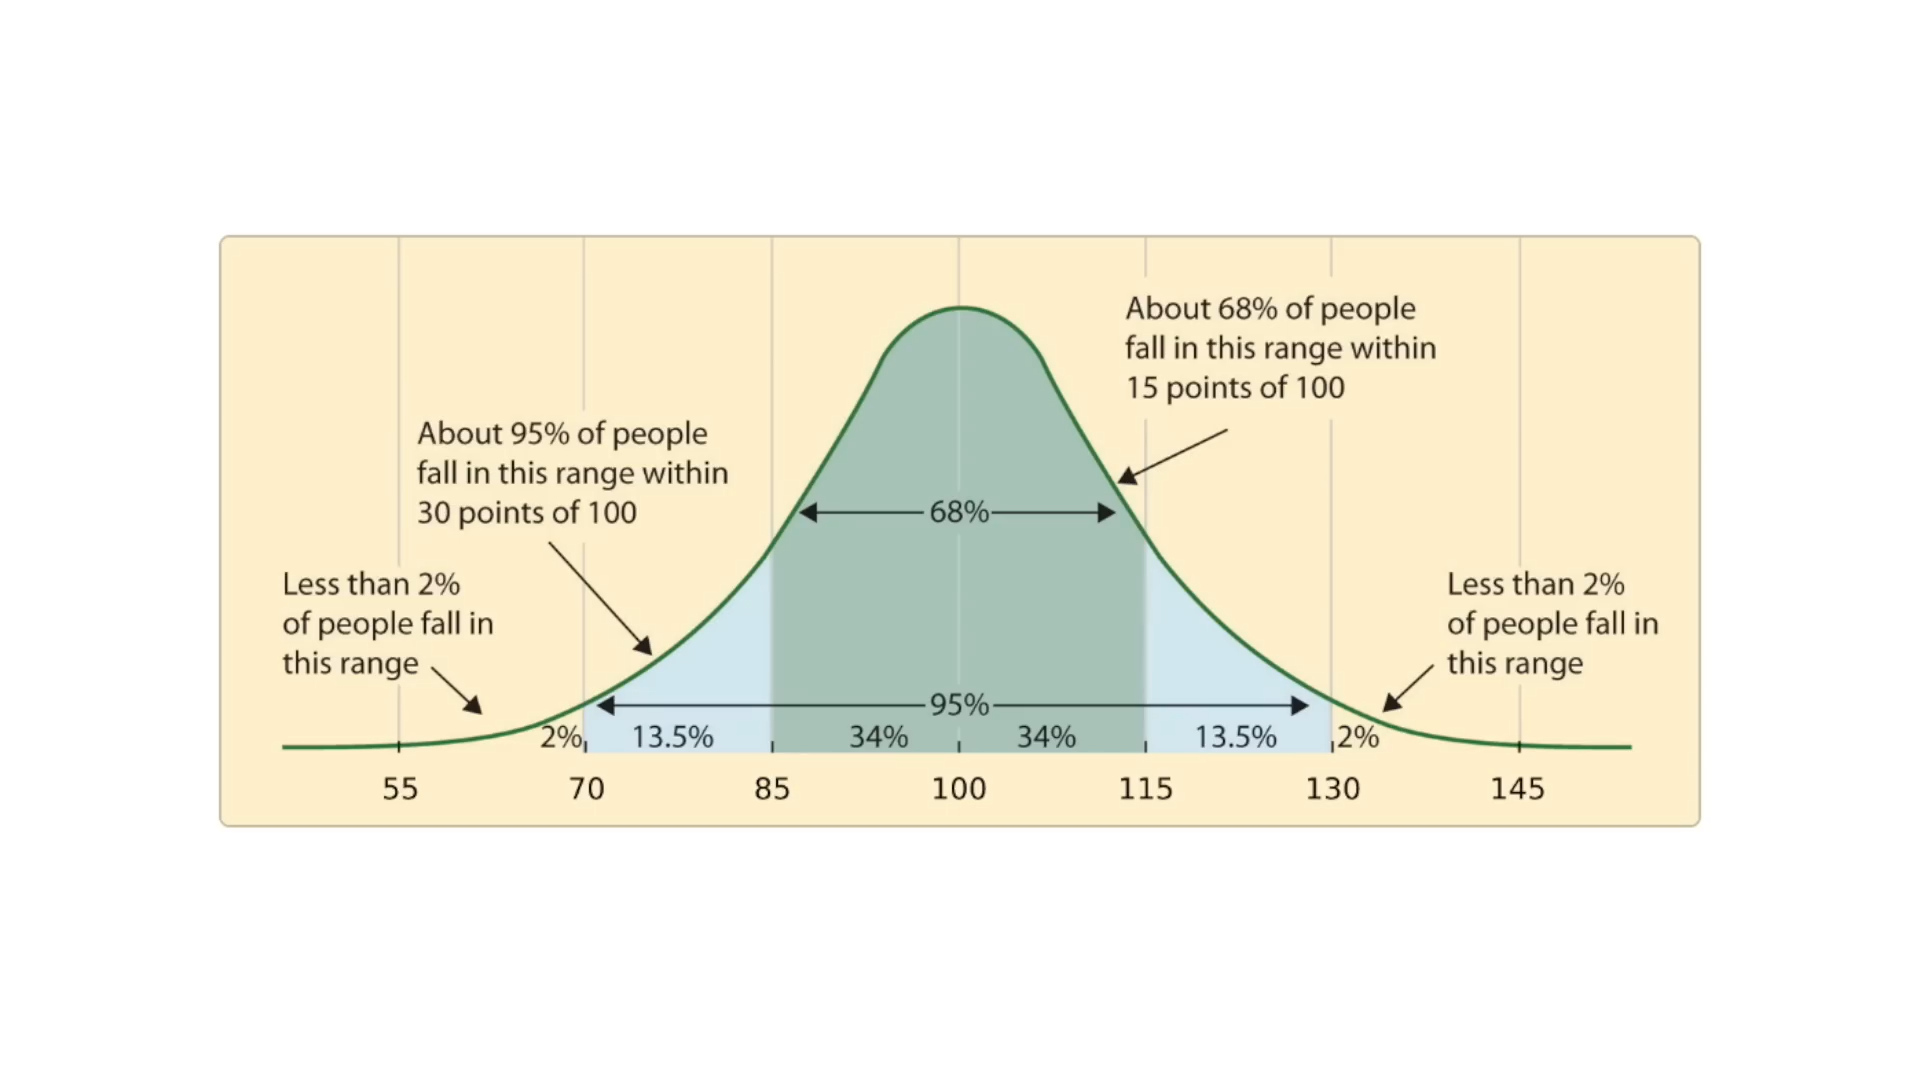 About 68% of people
fall in this range within
15 points of 100
About 95% of people
fall in this range within
30 points of 100
68%
Less than 2%
of people fall in
this range
Less than 2%
of people fall in
this range
95%
2% 13.5% 34% 34% 13.5% 2%
55 70 85 100 115 130 145